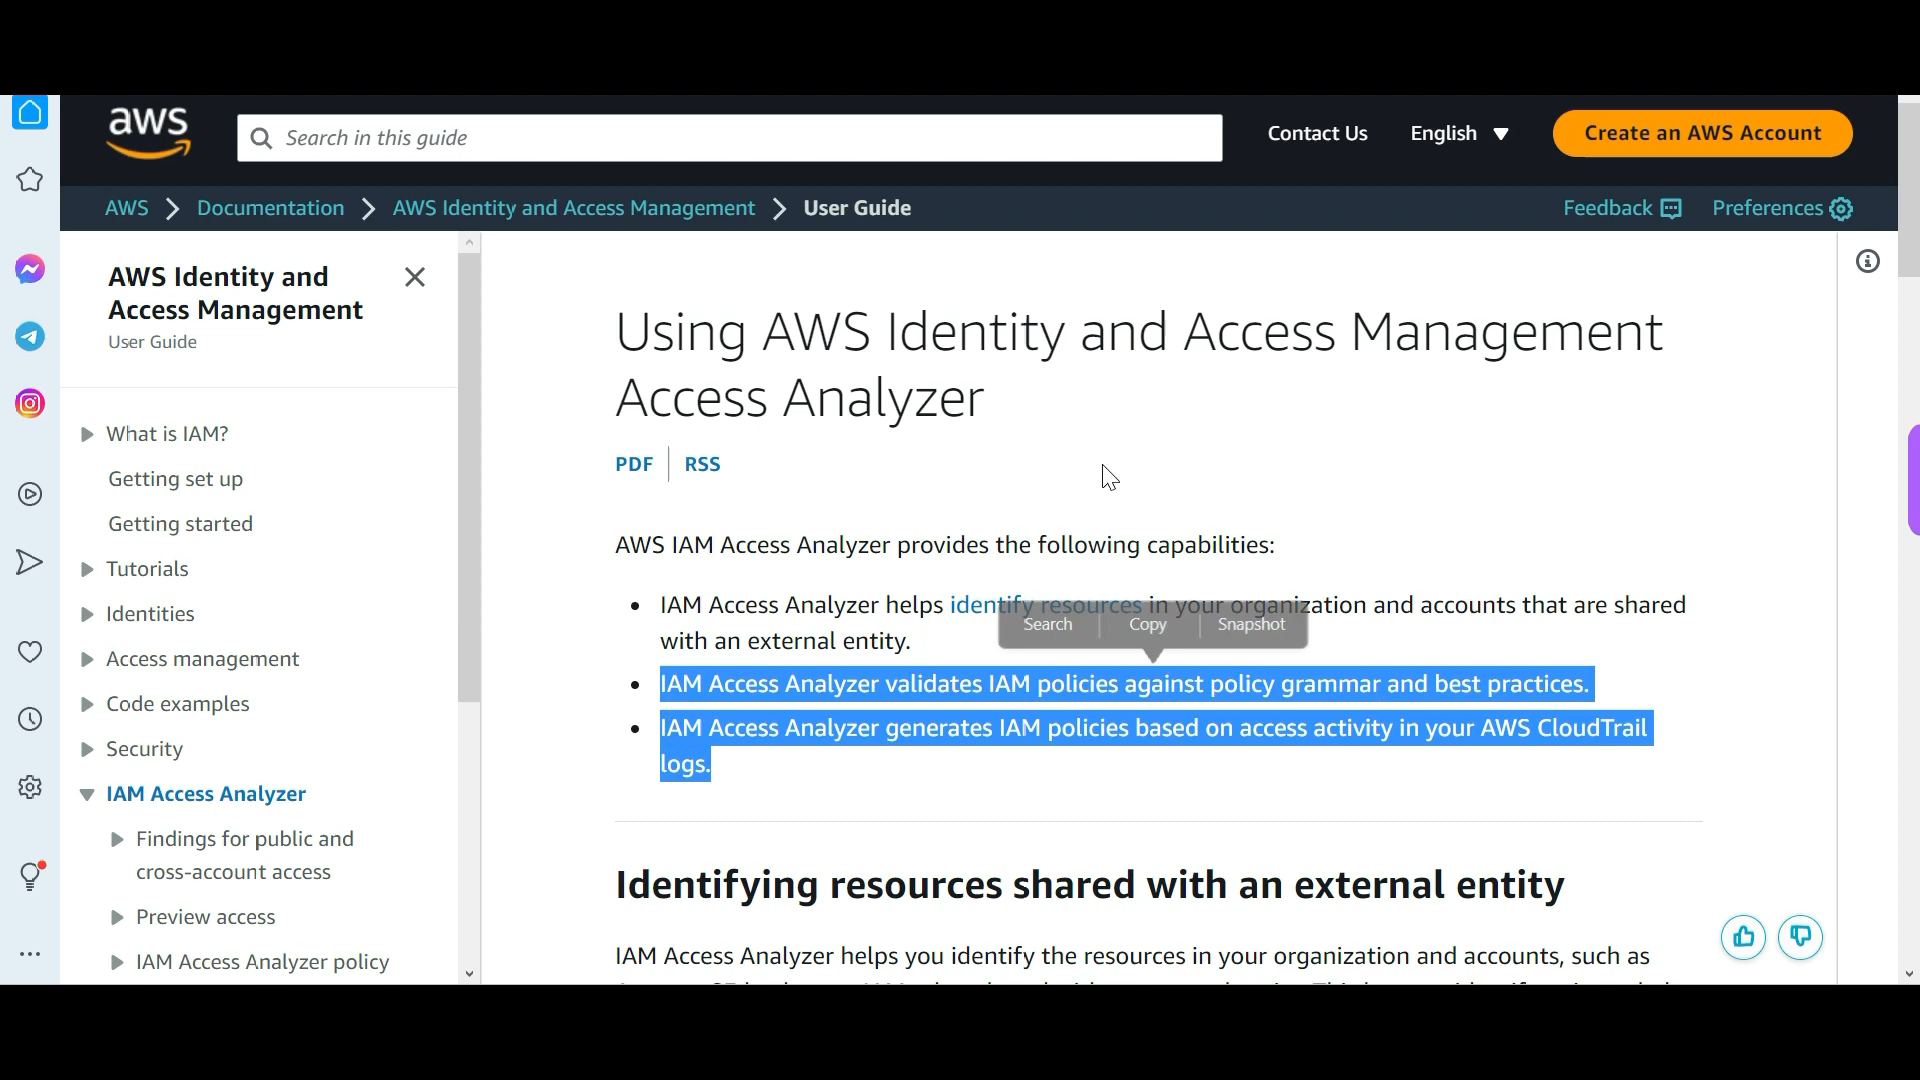 aws
Search in this guide
Contact Us
English
Create an AWS Account
AWS
Documentation
AWS Identity and Access Management
User Guide
Feedback
Preferences
AWS Identity and
Access Management
User Guide
What is IAM?
Getting set up
Getting started
Tutorials
Identities
Access management
Code examples
Security
IAM Access Analyzer
Findings for public and
cross-account access
Preview access
IAM Access Analyzer policy
Using AWS Identity and Access Management
Access Analyzer
PDF
RSS
AWS IAM Access Analyzer provides the following capabilities:
IAM Access Analyzer helps identify resources in your organization and accounts that are shared
with an external entity.
Search
Copy
Snapshot
IAM Access Analyzer validates IAM policies against policy grammar and best practices.
IAM Access Analyzer generates IAM policies based on access activity in your AWS CloudTrail
logs.
Identifying resources shared with an external entity
IAM Access Analyzer helps you identify the resources in your organization and accounts, such as